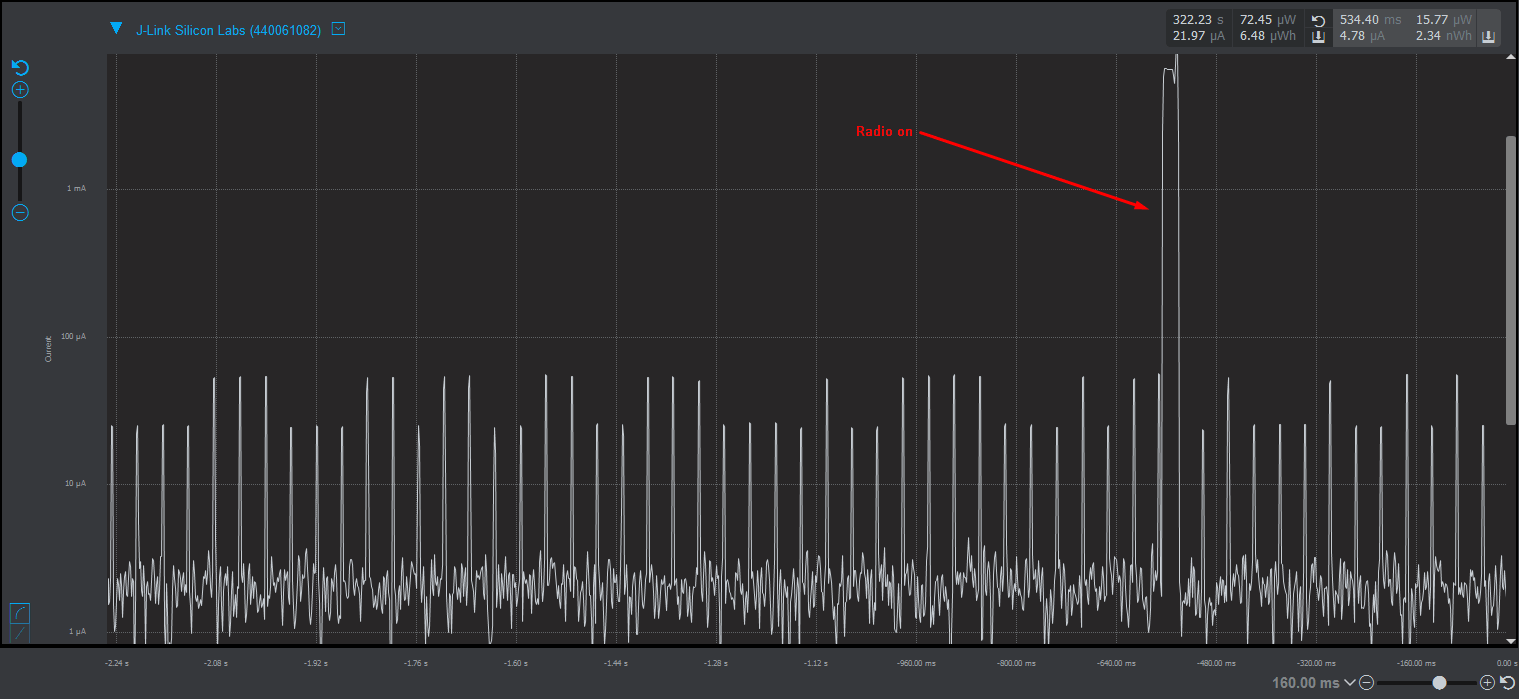 J-Link Silicon Labs (440061082)
322.23 s 72.45 µW 534.40 ms 15.77 µW
21.97 µA 6.48 µWh 4.78 µA 2.34 nWh
Radio on
1 mA
100 µA
Current
10 µA
1 µA
-2.24 s -2.08 s -1.92 s -1.76 s -1.60 s -1.44 s -1.28 s -1.12 s -960.00 ms -800.00 ms -640.00 ms -480.00 ms -320.00 ms -160.00 ms 0.00 s
160.00 ms